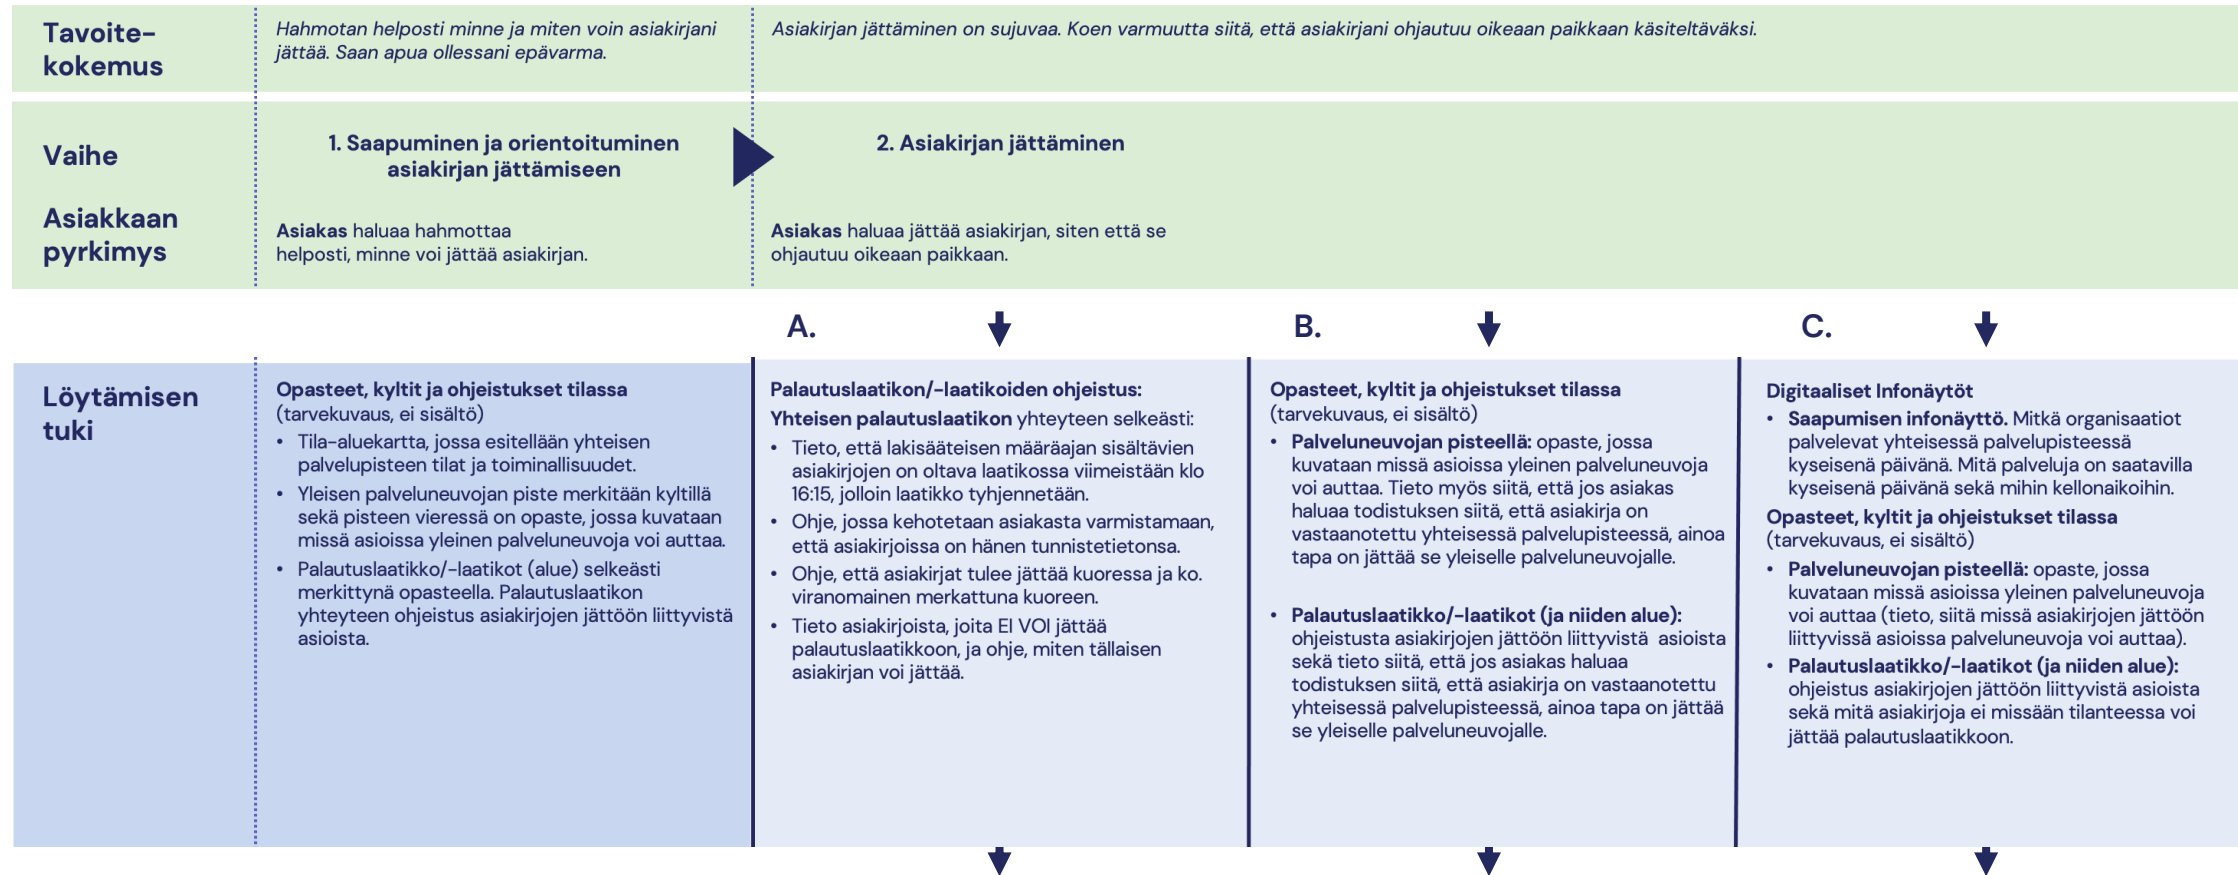 Tavoite-
kokemus
Hahmotan helposti minne ja miten voin asiakirjani
jättää. Saan apua ollessani epävarma.
Asiakirjan jättäminen on sujuvaa. Koen varmuutta siitä, että asiakirjani ohjautuu oikeaan paikkaan käsiteltäväksi.
Vaihe
1. Saapuminen ja orientoituminen
asiakirjan jättämiseen
2. Asiakirjan jättäminen
Asiakkaan
pyrkimys
Asiakas haluaa hahmottaa
helposti, minne voi jättää asiakirjan.
Asiakas haluaa jättää asiakirjan, siten että se
ohjautuu oikeaan paikkaan.
A.
B.
C.
Löytämisen
tuki
Opasteet, kyltit ja ohjeistukset tilassa
(tarvekuvaus, ei sisältö)
• Tila-aluekartta, jossa esitellään yhteisen
palvelupisteen tilat ja toiminallisuudet.
• Yleisen palveluneuvojan piste merkitään kyltillä
sekä pisteen vieressä on opaste, jossa kuvataan
missä asioissa yleinen palveluneuvoja voi auttaa.
• Palautuslaatikko/-laatikot (alue) selkeästi
merkittynä opasteella. Palautuslaatikon
yhteyteen ohjeistus asiakirjojen jättöön liittyvistä
asioista.
Palautuslaatikon/-laatikoiden ohjeistus:
Yhteisen palautuslaatikon yhteyteen selkeästi:
• Tieto, että lakisääteisen määräajan sisältävien
asiakirjojen on oltava laatikossa viimeistään klo
16:15, jolloin laatikko tyhjennetään.
• Ohje, jossa kehotetaan asiakasta varmistamaan,
että asiakirjoissa on hänen tunnistetietonsa.
• Ohje, että asiakirjat tulee jättää kuoressa ja ko.
viranomainen merkattuna kuoreen.
• Tieto asiakirjoista, joita EI VOI jättää
palautuslaatikkoon, ja ohje, miten tällaisen
asiakirjan voi jättää.
Opasteet, kyltit ja ohjeistukset tilassa
(tarvekuvaus, ei sisältö)
• Palveluneuvojan pisteellä: opaste, jossa
kuvataan missä asioissa yleinen palveluneuvoja
voi auttaa. Tieto myös siitä, että jos asiakas
haluaa todistuksen siitä, että asiakirja on
vastaanotettu yhteisessä palvelupisteessä, ainoa
tapa on jättää se yleiselle palveluneuvojalle.
• Palautuslaatikko/-laatikot (ja niiden alue):
ohjeistusta asiakirjojen jättöön liittyvistä asioista
sekä tieto siitä, että jos asiakas haluaa
todistuksen siitä, että asiakirja on vastaanotettu
yhteisessä palvelupisteessä, ainoa tapa on jättää
se yleiselle palveluneuvojalle.
Digitaaliset Infonäytöt
• Saapumisen infonäyttö. Mitkä organisaatiot
palvelevat yhteisessä palvelupisteessä
kyseisenä päivänä. Mitä palveluja on saatavilla
kyseisenä päivänä sekä mihin kellonaikoihin.
Opasteet, kyltit ja ohjeistukset tilassa
(tarvekuvaus, ei sisältö)
• Palveluneuvojan pisteellä: opaste, jossa
kuvataan missä asioissa yleinen palveluneuvoja
voi auttaa (tieto, siitä missä asiakirjojen jättöön
liittyvissä asioissa palveluneuvoja voi auttaa).
• Palautuslaatikko/-laatikot (ja niiden alue):
ohjeistus asiakirjojen jättöön liittyvistä asioista
sekä mitä asiakirjoja ei missään tilanteessa voi
jättää palautuslaatikkoon.